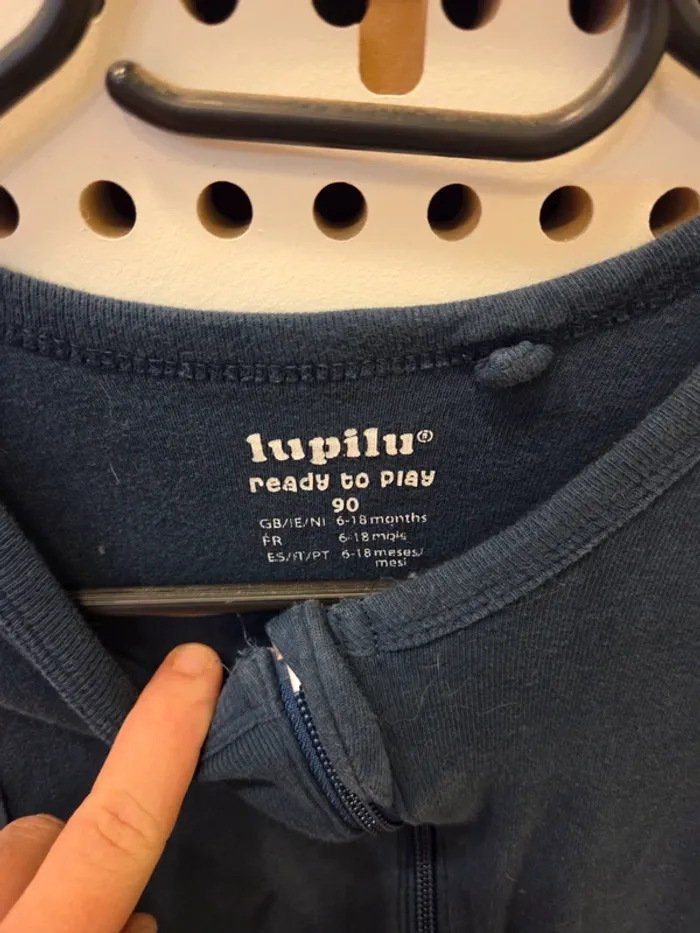 lupilu®
ready to play
90
GB/IE/NI 6-18 months
FR 6-18 mois
ES/IT/PT 6-18 meses/
mesi